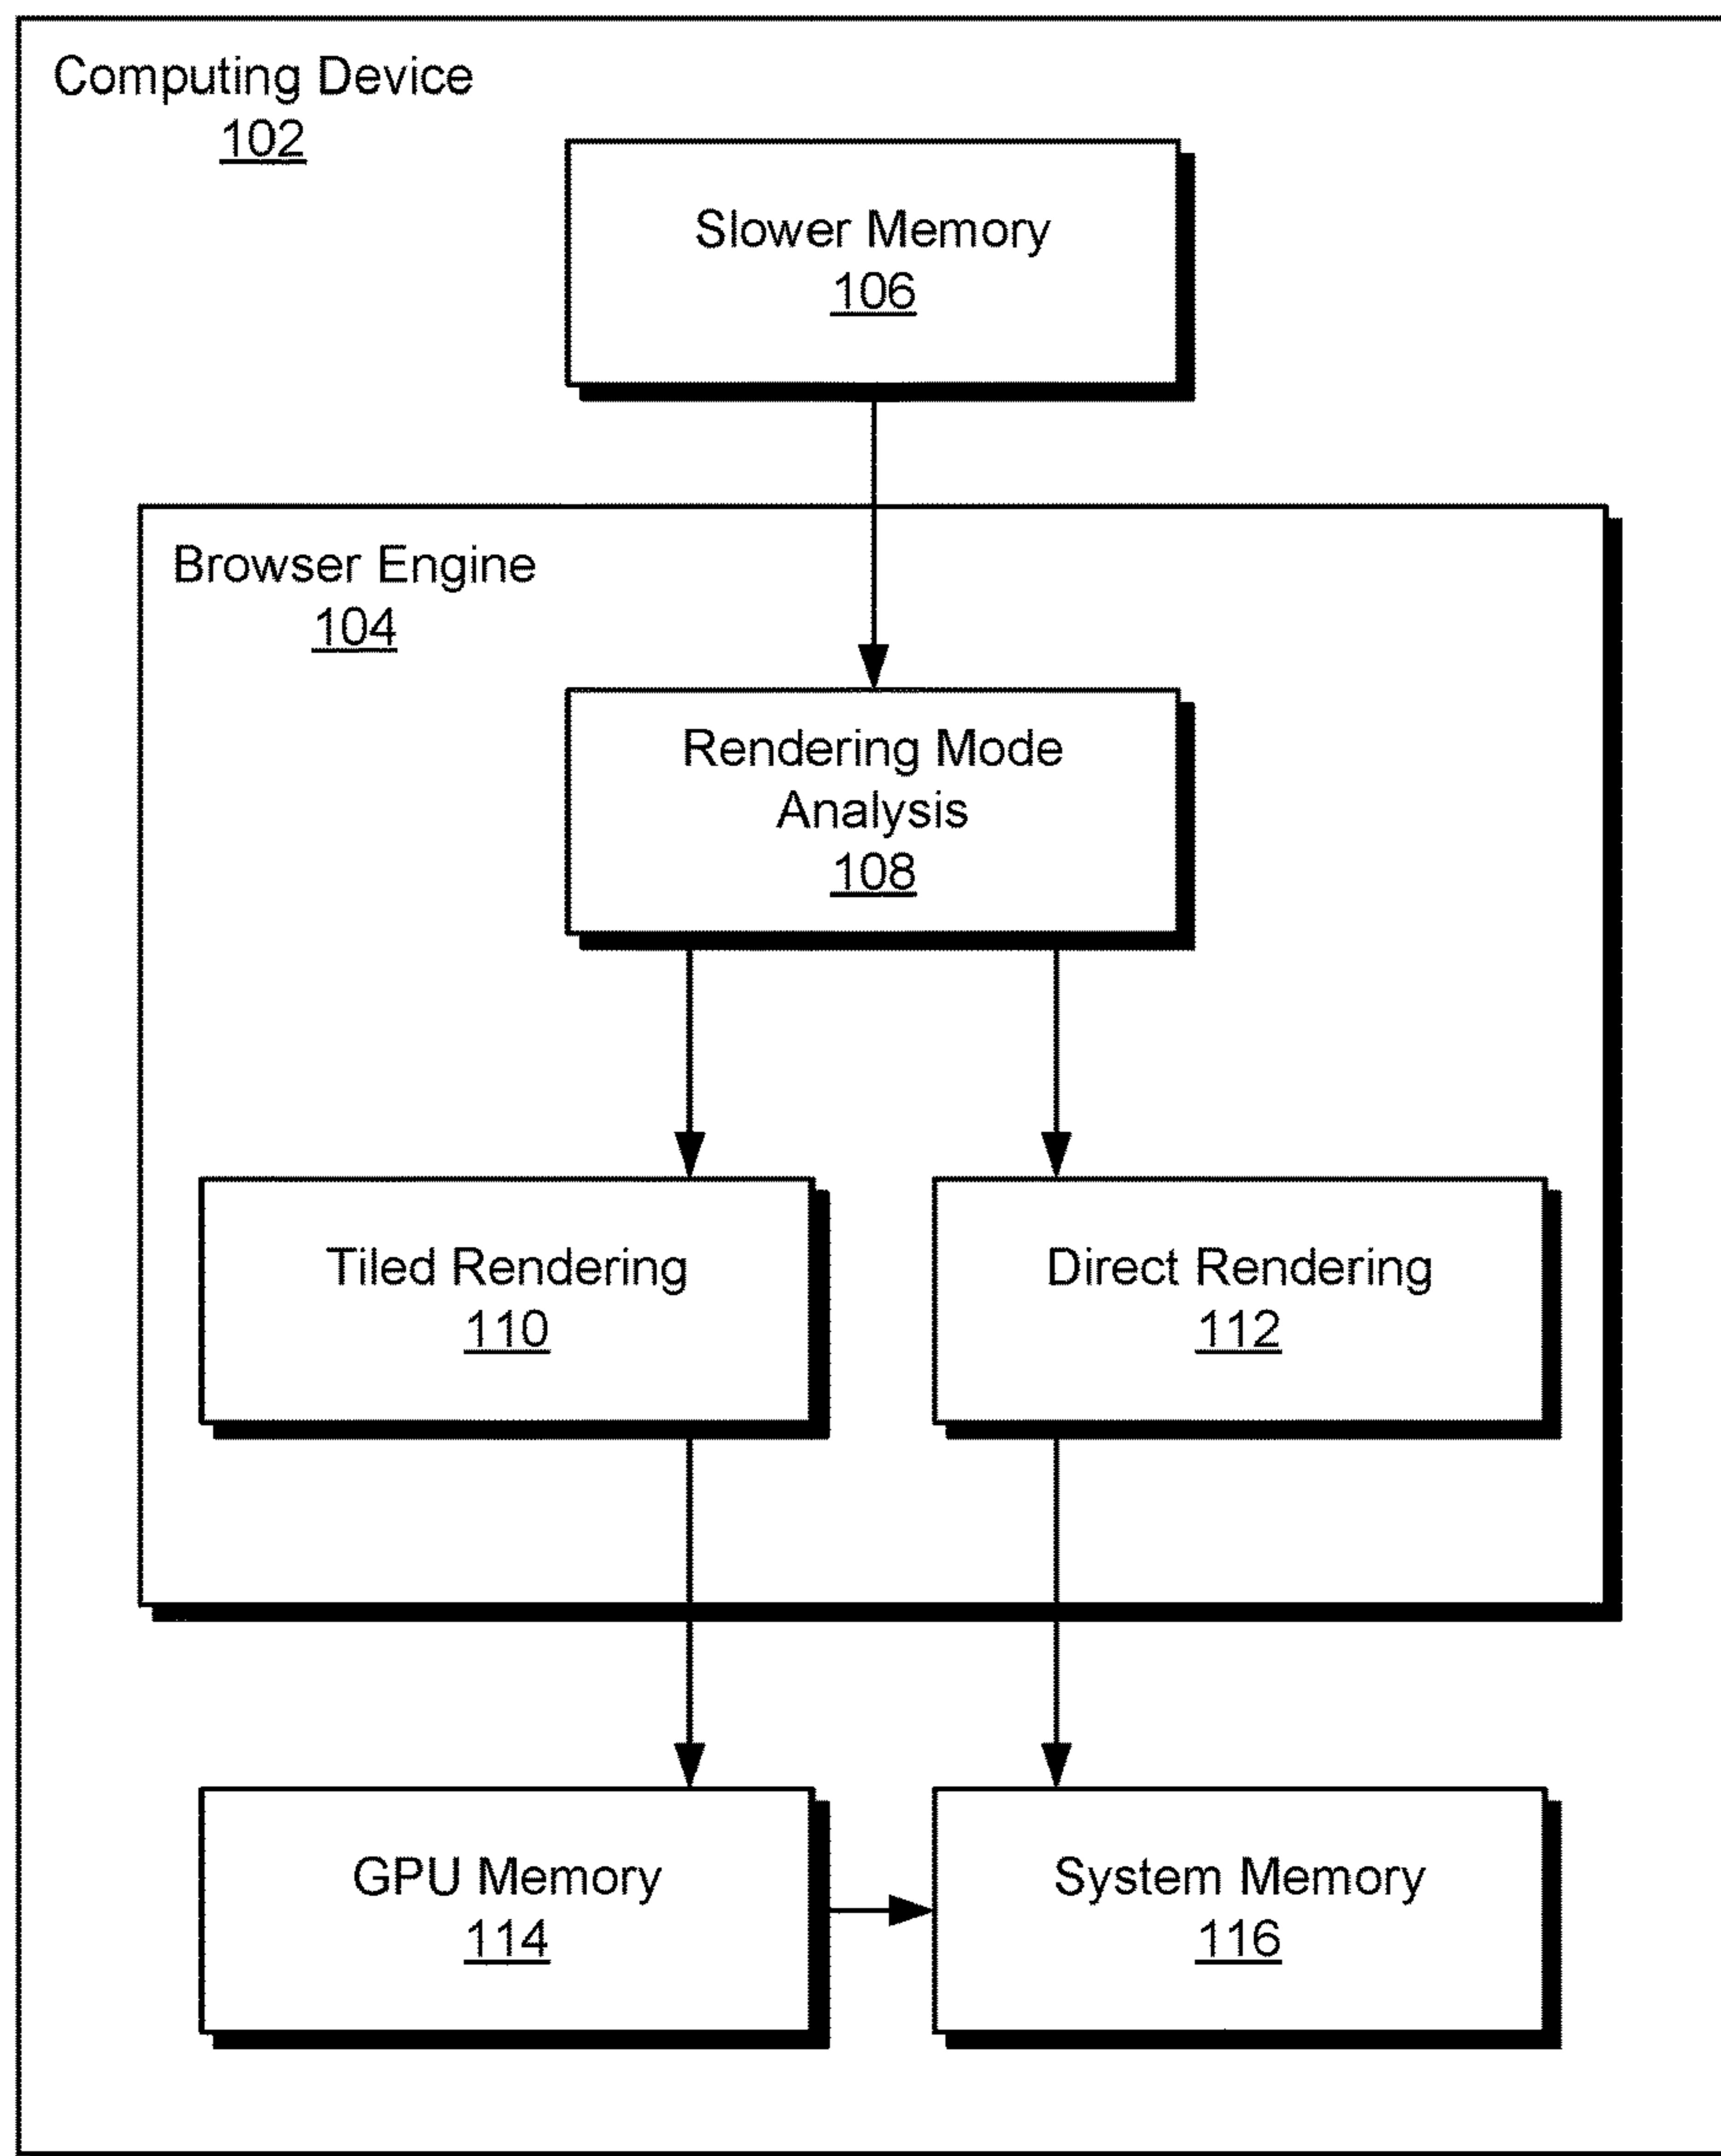 Computing Device
102
Slower Memory
106
Browser Engine
104
Rendering Mode
Analysis
108
Tiled Rendering
110
Direct Rendering
112
GPU Memory
114
System Memory
116